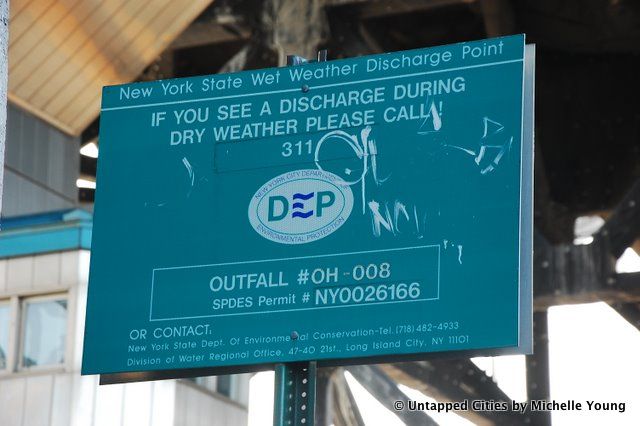 New York State Wet Weather Discharge Point
IF YOU SEE A DISCHARGE DURING
DRY WEATHER PLEASE CALL!
311
NEW YORK CITY DEPARTMENT OF
DEP
ENVIRONMENTAL PROTECTION
OUTFALL #OH-008
SPDES Permit # NY0026166
OR CONTACT:
New York State Dept. Of Environmental Conservation-Tel. (718) 482-4933
Division of Water Regional Office, 47-40 21st., Long Island City, NY 11101
© Untapped Cities by Michelle Young